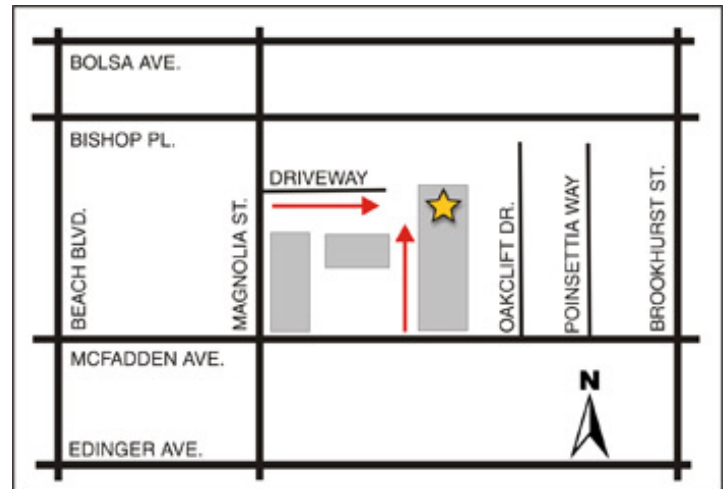 BOLSA AVE.
BISHOP PL.
DRIVEWAY
BEACH BLVD.
MAGNOLIA ST.
OAKCLIFT DR.
POINSETTIA WAY
BROOKHURST ST.
MCFADDEN AVE.
N
EDINGER AVE.